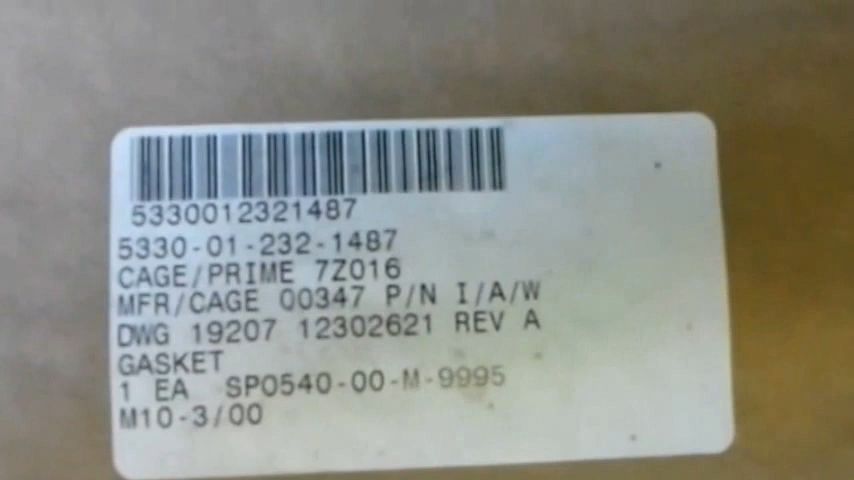 5330012321487
5330-01-232-1487
CAGE/PRIME 7Z016
MFR/CAGE 00347 P/N I/A/W
DWG 19207 12302621 REV A
GASKET
1 EA SP0540-00-M-9995
M10-3/00